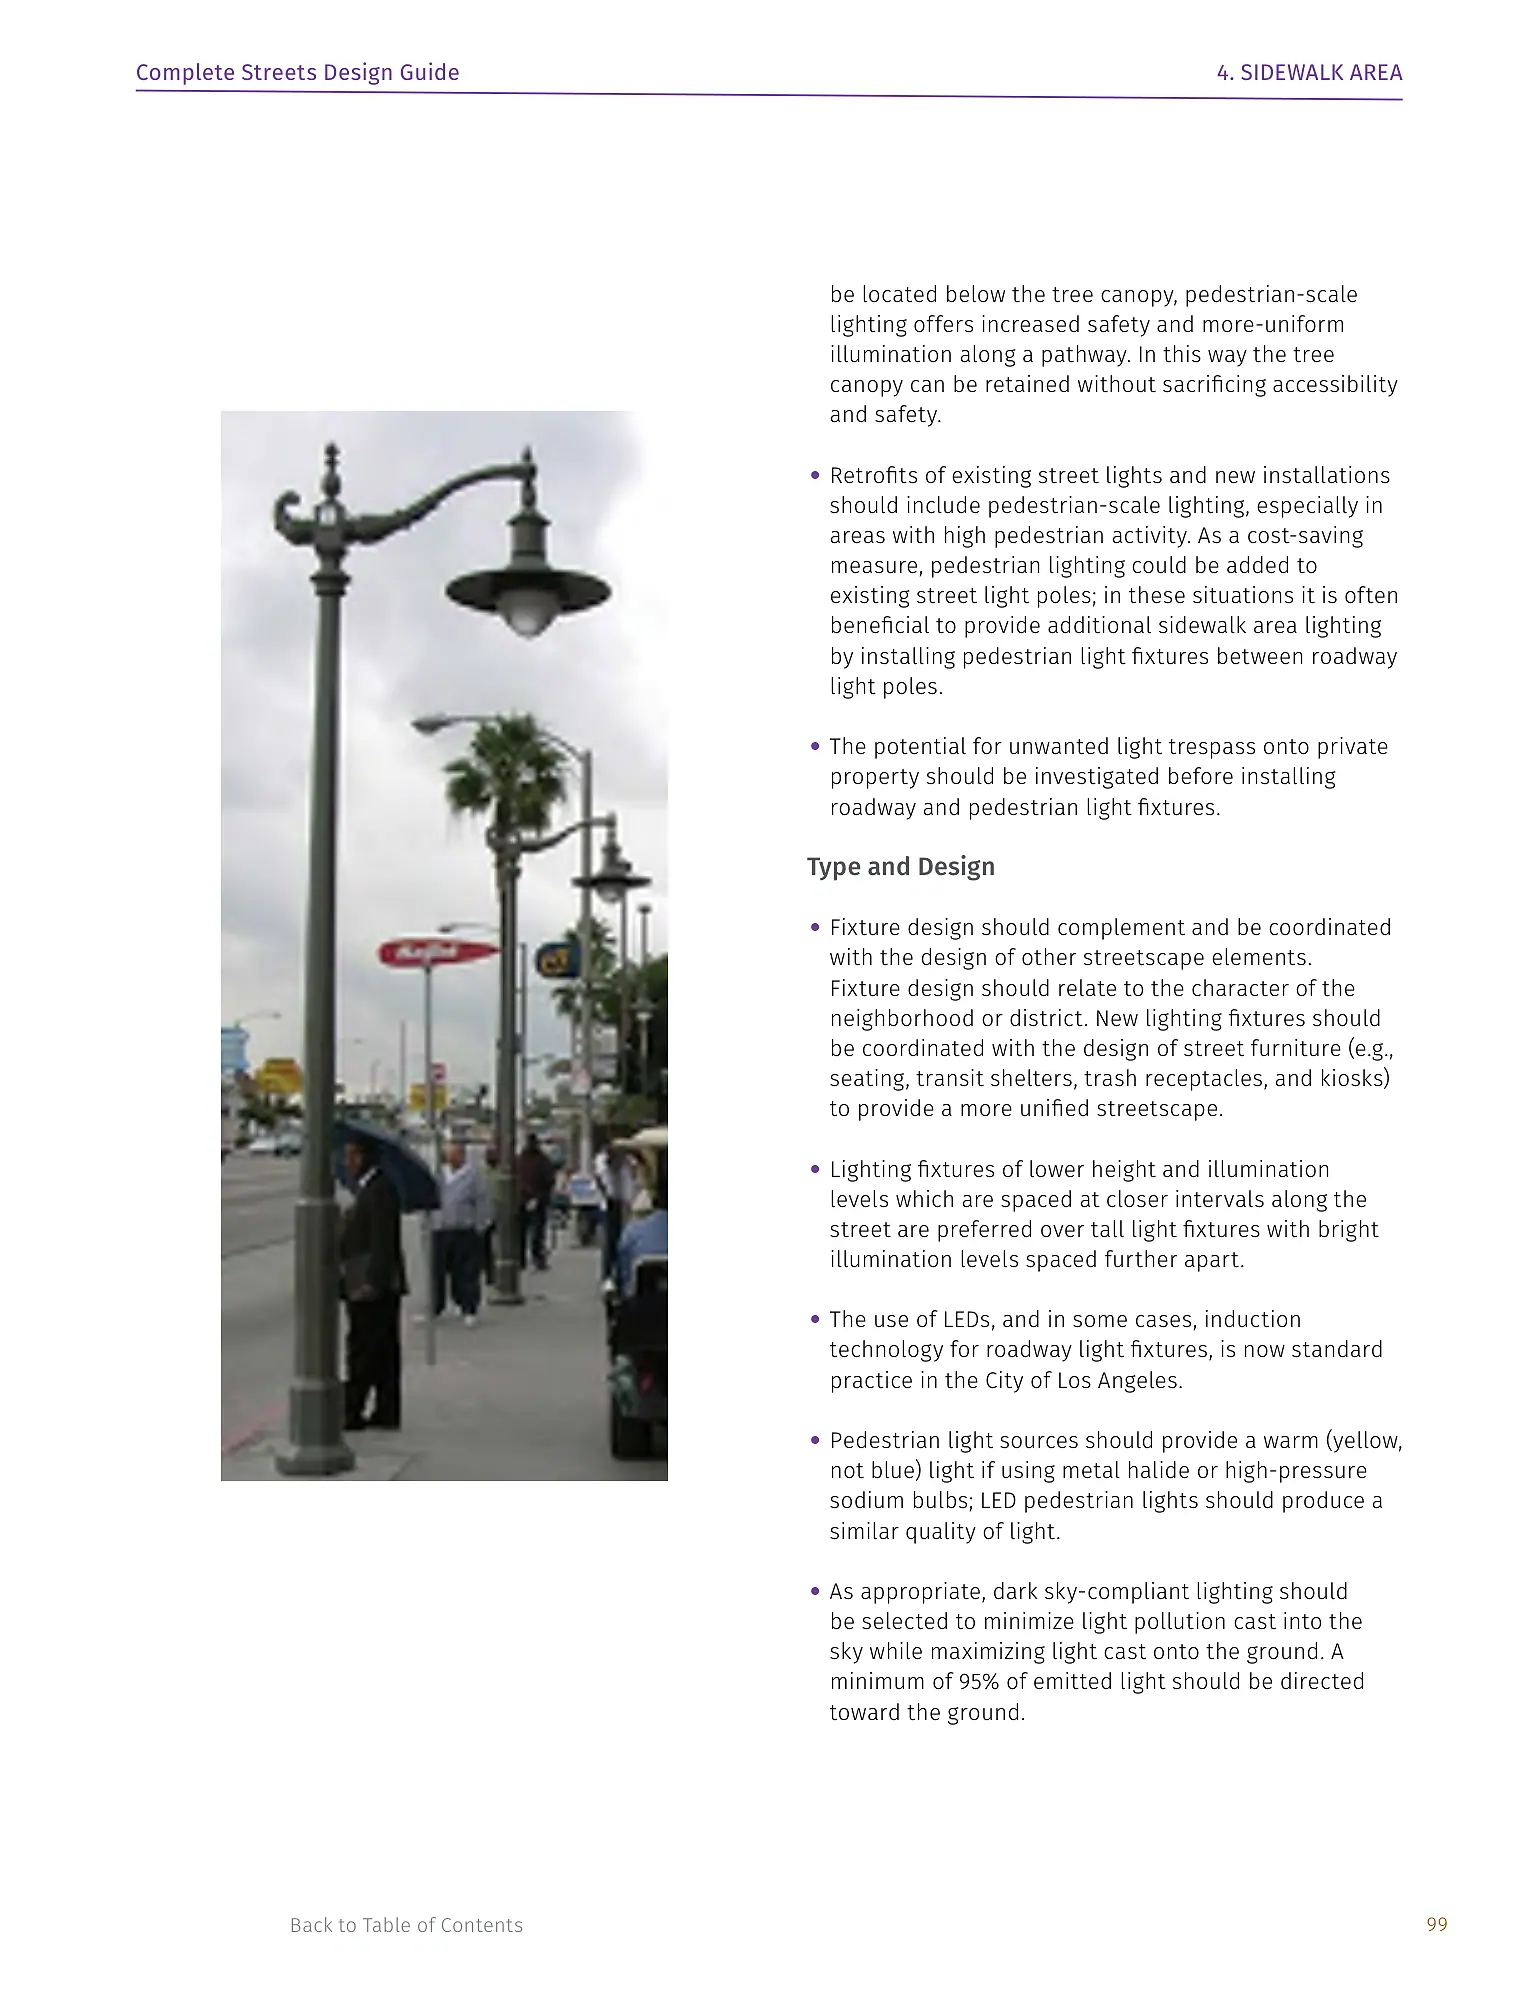 Complete Streets Design Guide
4. SIDEWALK AREA
be located below the tree canopy, pedestrian-scale
lighting offers increased safety and more-uniform
illumination along a pathway. In this way the tree
canopy can be retained without sacrificing accessibility
and safety.
• Retrofits of existing street lights and new installations
should include pedestrian-scale lighting, especially in
areas with high pedestrian activity. As a cost-saving
measure, pedestrian lighting could be added to
existing street light poles; in these situations it is often
beneficial to provide additional sidewalk area lighting
by installing pedestrian light fixtures between roadway
light poles.
• The potential for unwanted light trespass onto private
property should be investigated before installing
roadway and pedestrian light fixtures.
Type and Design
• Fixture design should complement and be coordinated
with the design of other streetscape elements.
Fixture design should relate to the character of the
neighborhood or district. New lighting fixtures should
be coordinated with the design of street furniture (e.g.,
seating, transit shelters, trash receptacles, and kiosks)
to provide a more unified streetscape.
• Lighting fixtures of lower height and illumination
levels which are spaced at closer intervals along the
street are preferred over tall light fixtures with bright
illumination levels spaced further apart.
• The use of LEDs, and in some cases, induction
technology for roadway light fixtures, is now standard
practice in the City of Los Angeles.
• Pedestrian light sources should provide a warm (yellow,
not blue) light if using metal halide or high-pressure
sodium bulbs; LED pedestrian lights should produce a
similar quality of light.
• As appropriate, dark sky-compliant lighting should
be selected to minimize light pollution cast into the
sky while maximizing light cast onto the ground. A
minimum of 95% of emitted light should be directed
toward the ground.
Back to Table of Contents
99